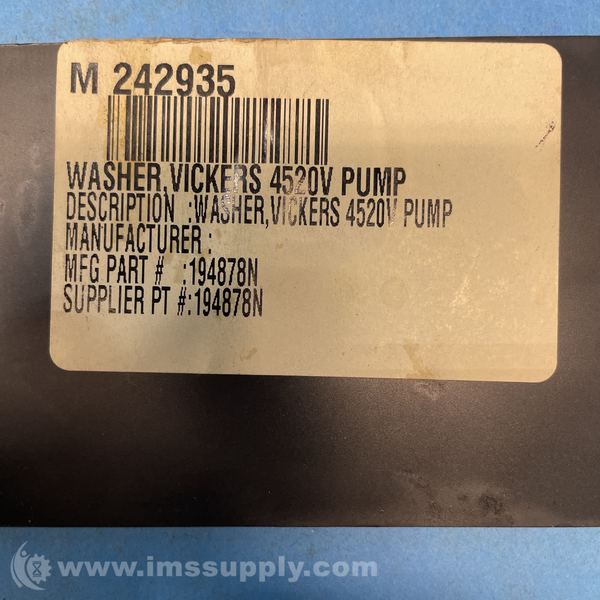 M 242935
WASHER,VICKERS 4520V PUMP
DESCRIPTION :WASHER,VICKERS 4520V PUMP
MANUFACTURER :
MFG PART # :194878N
SUPPLIER PT #:194878N
www.imssupply.com